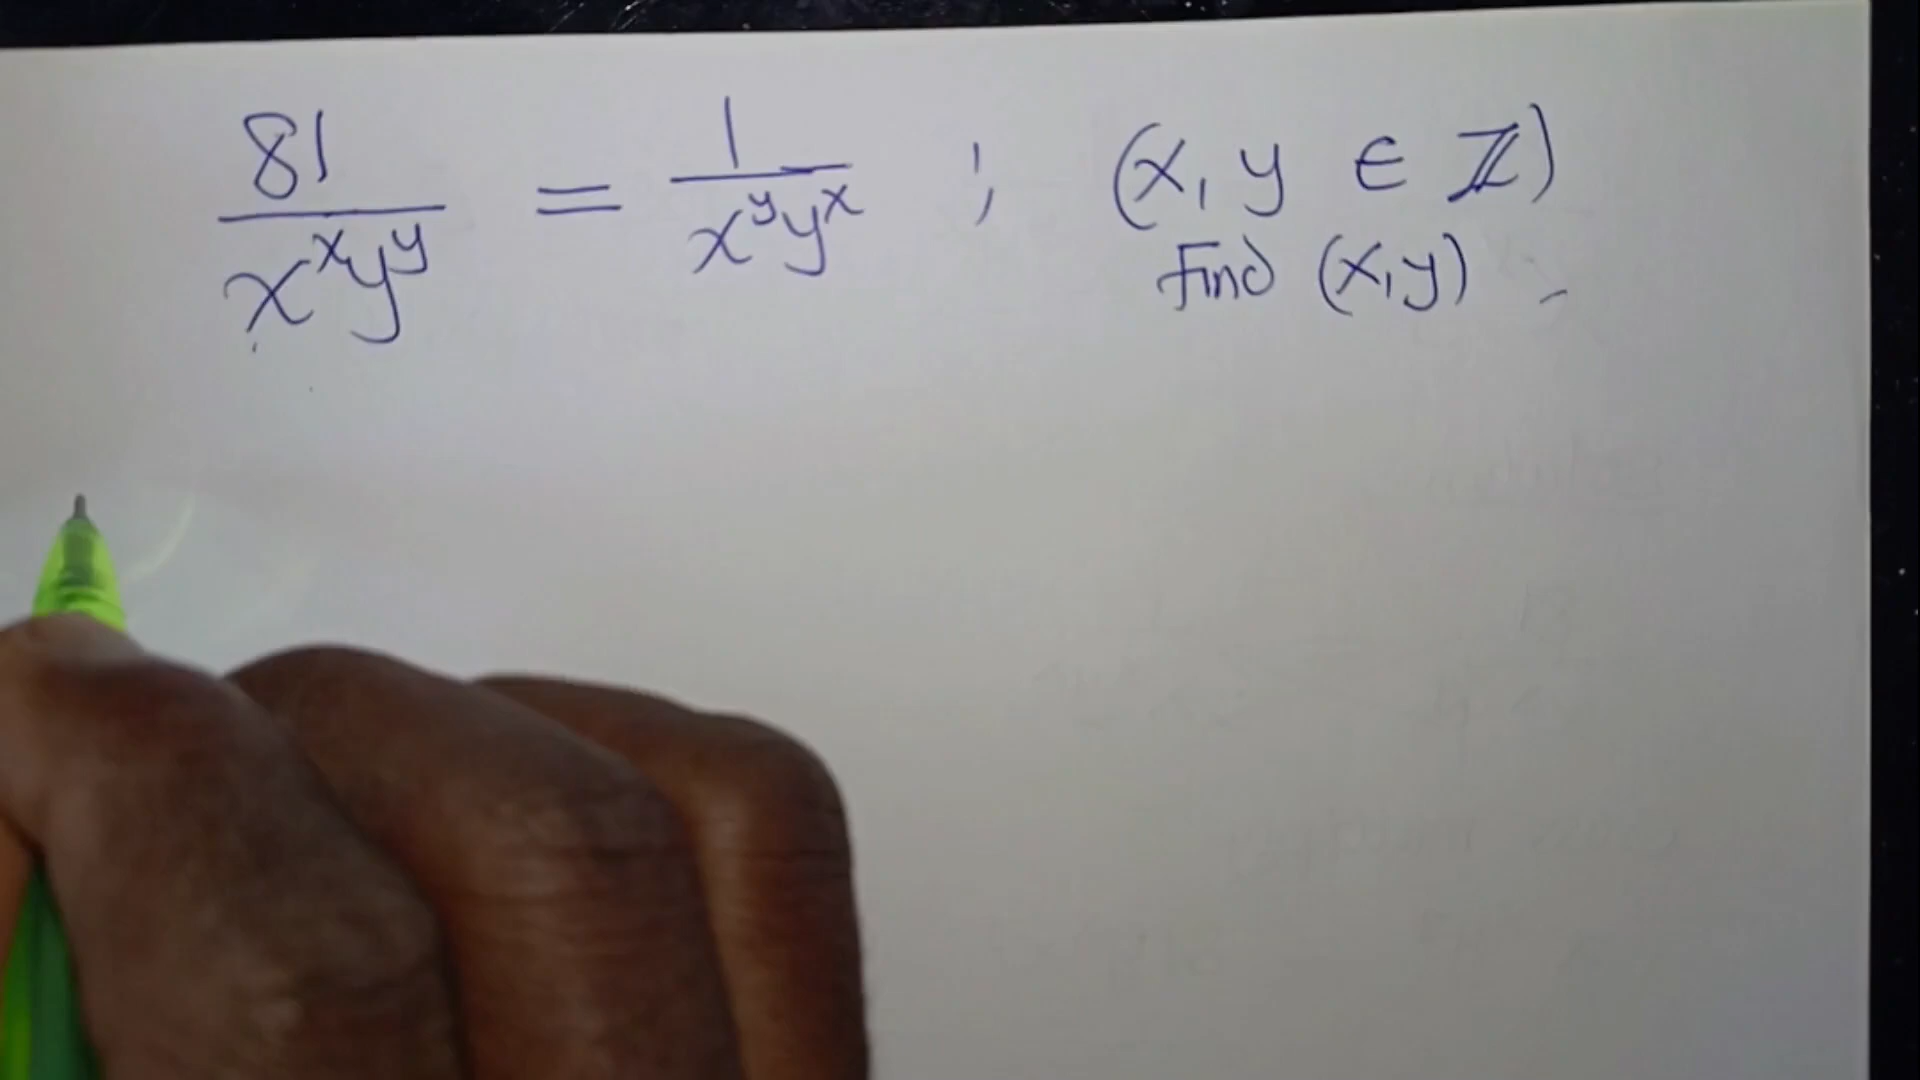 81/(x^x y^y) = 1/(x^y y^x) ; (x, y ∈ ℤ)
Find (x,y)